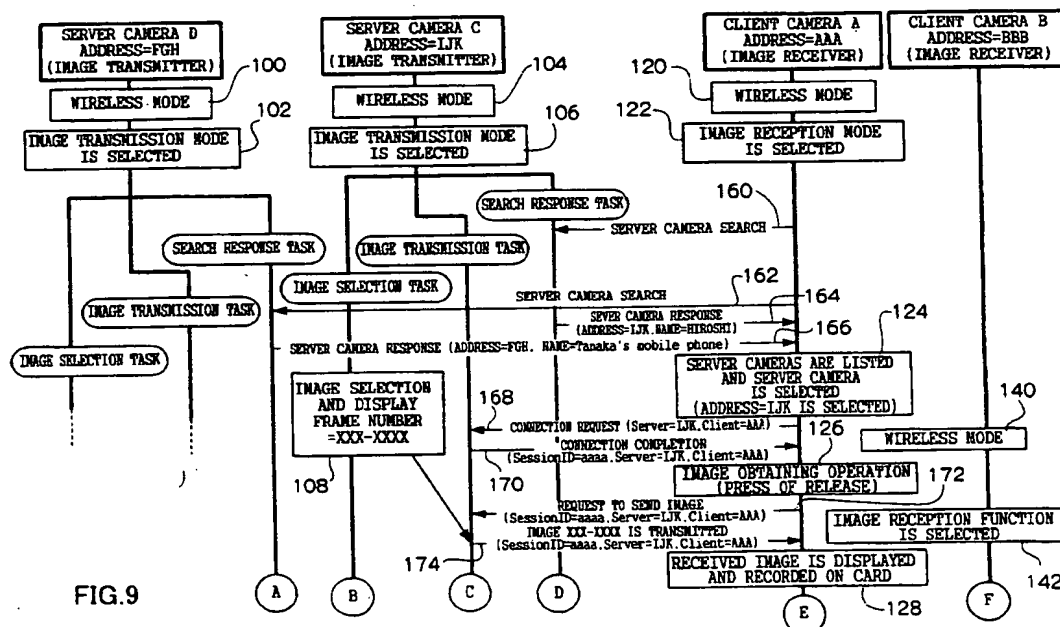 SERVER CAMERA D
ADDRESS=FGH
(IMAGE TRANSMITTER)
100
WIRELESS MODE
102
IMAGE TRANSMISSION MODE
IS SELECTED
SERVER CAMERA C
ADDRESS=IJK
(IMAGE TRANSMITTER)
104
WIRELESS MODE
106
IMAGE TRANSMISSION MODE
IS SELECTED
CLIENT CAMERA A
ADDRESS=AAA
(IMAGE RECEIVER)
120
WIRELESS MODE
122
IMAGE RECEPTION MODE
IS SELECTED
CLIENT CAMERA B
ADDRESS=BBB
(IMAGE RECEIVER)
SEARCH RESPONSE TASK
160
SERVER CAMERA SEARCH
SEARCH RESPONSE TASK
IMAGE TRANSMISSION TASK
IMAGE SELECTION TASK
162
SERVER CAMERA SEARCH
164
IMAGE TRANSMISSION TASK
SEVER CAMERA RESPONSE
(ADDRESS=IJK.NAME=HIROSHI)
124
166
SERVER CAMERA RESPONSE (ADDRESS=FGH. NAME=Tanaka's mobile phone)
IMAGE SELECTION TASK
SERVER CAMERAS ARE LISTED
AND SERVER CAMERA
IS SELECTED
(ADDRESS=IJK IS SELECTED)
IMAGE SELECTION
AND DISPLAY
FRAME NUMBER
=XXX-XXXX
168
140
CONNECTION REQUEST (Server=IJK.Client=AAA)
WIRELESS MODE
CONNECTION COMPLETION
126
(SessionID=aaaa.Server=IJK.Client=AAA)
108
170
IMAGE OBTAINING OPERATION
(PRESS OF RELEASE)
172
REQUEST TO SEND IMAGE
(SessionID=aaaa.Server=IJK.Client=AAA)
IMAGE RECEPTION FUNCTION
IS SELECTED
IMAGE XXX-XXXX IS TRANSMITTED
(SessionID=aaaa.Server=IJK.Client=AAA)
174
142
RECEIVED IMAGE IS DISPLAYED
AND RECORDED ON CARD
128
FIG.9
A
B
C
D
E
F